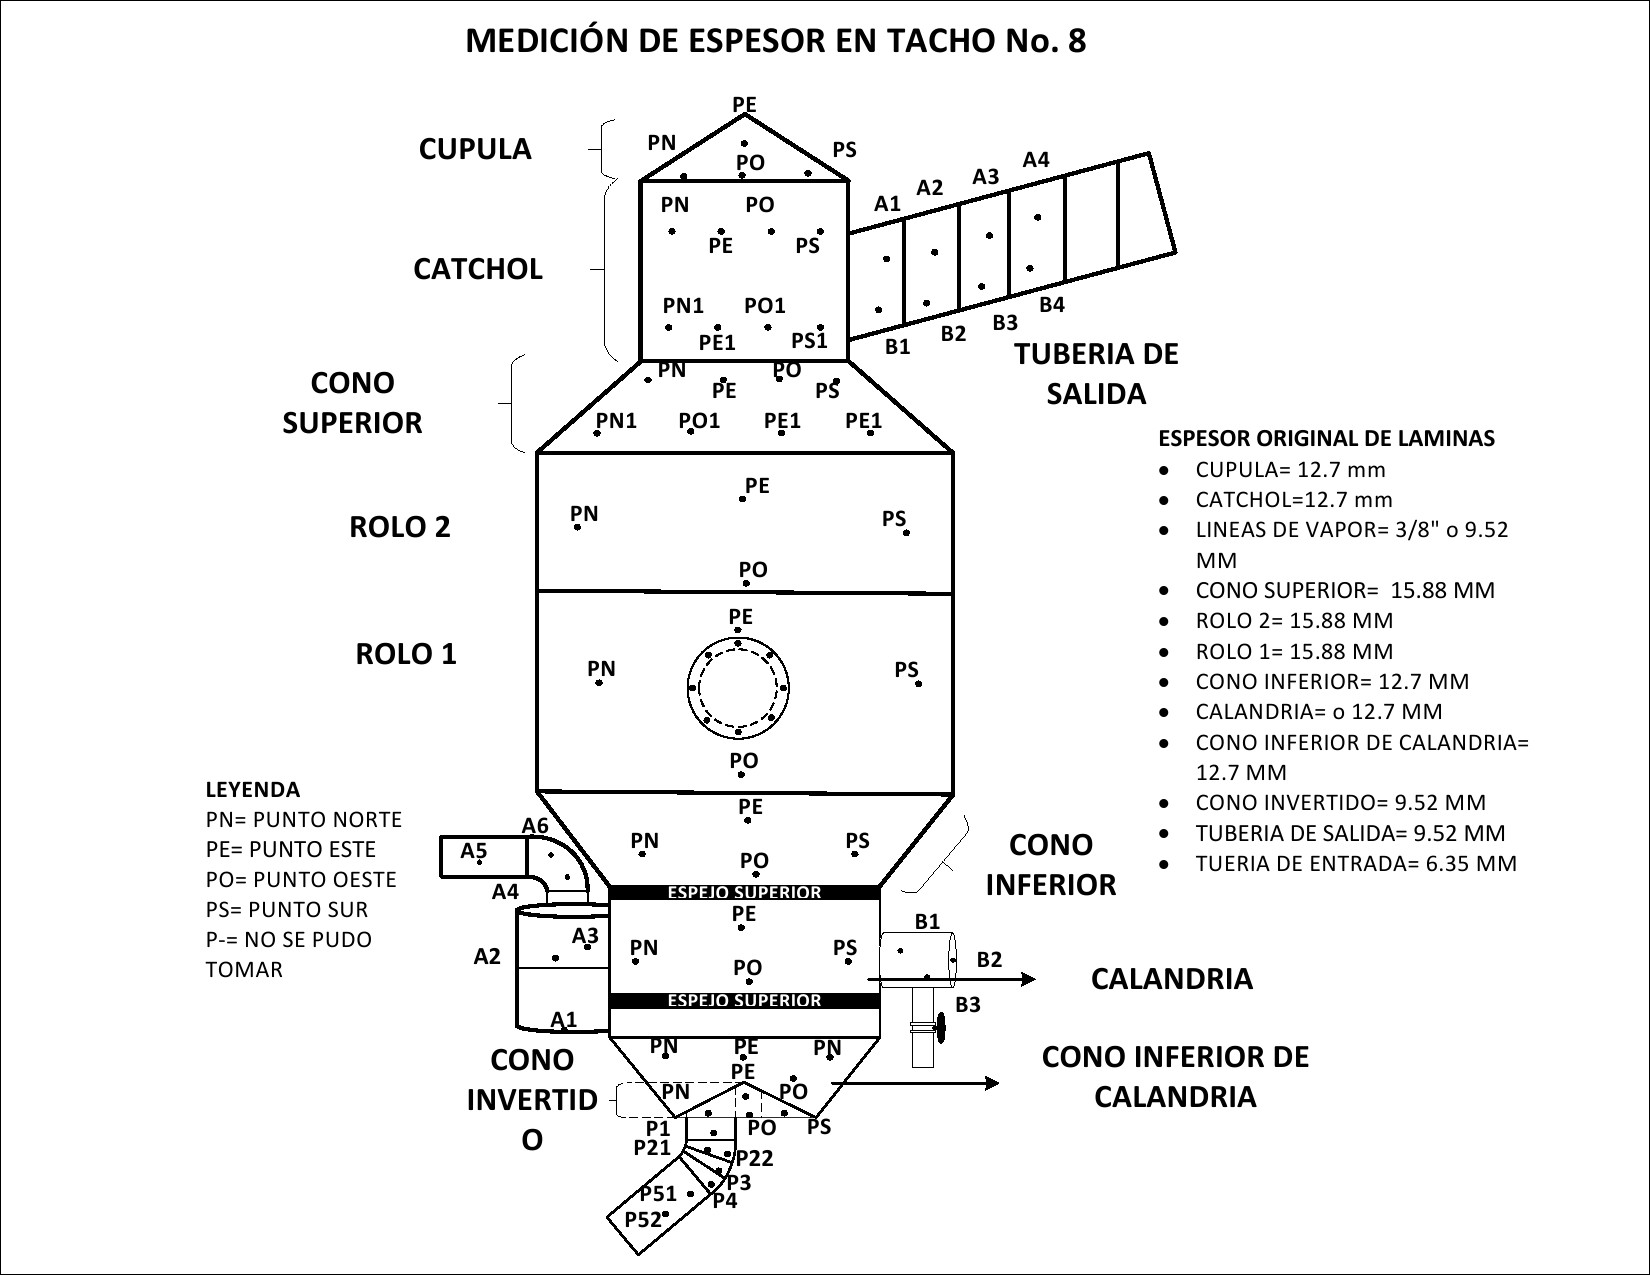 MEDICIÓN DE ESPESOR EN TACHO No. 8
PE
CUPULA
PN
PS
PO
A4
A3
A2
A1
PN
PO
PE
PS
CATCHOL
PN1
PO1
PE1
PS1
B4
B3
B2
B1
TUBERIA DE
SALIDA
CONO
SUPERIOR
PN
PO
PE
PS
PN1
PO1
PE1
PE1
ESPESOR ORIGINAL DE LAMINAS
• CUPULA= 12.7 mm
• CATCHOL=12.7 mm
• LINEAS DE VAPOR= 3/8" o 9.52
MM
• CONO SUPERIOR= 15.88 MM
• ROLO 2= 15.88 MM
• ROLO 1= 15.88 MM
• CONO INFERIOR= 12.7 MM
• CALANDRIA= o 12.7 MM
• CONO INFERIOR DE CALANDRIA=
12.7 MM
• CONO INVERTIDO= 9.52 MM
• TUBERIA DE SALIDA= 9.52 MM
• TUERIA DE ENTRADA= 6.35 MM
ROLO 2
PE
PN
PS
PO
ROLO 1
PE
PN
PS
PO
LEYENDA
PN= PUNTO NORTE
PE= PUNTO ESTE
PO= PUNTO OESTE
PS= PUNTO SUR
P-= NO SE PUDO
TOMAR
PE
PN
PS
PO
CONO
INFERIOR
A6
A5
A4
ESPEJO SUPERIOR
PE
PN
PS
PO
A3
A2
A1
B1
B2
B3
CALANDRIA
ESPEJO SUPERIOR
PN
PE
PN
CONO INFERIOR DE
CALANDRIA
CONO
INVERTID
O
PE
PN
PO
P1
PO
PS
P21
P22
P3
P4
P51
P52